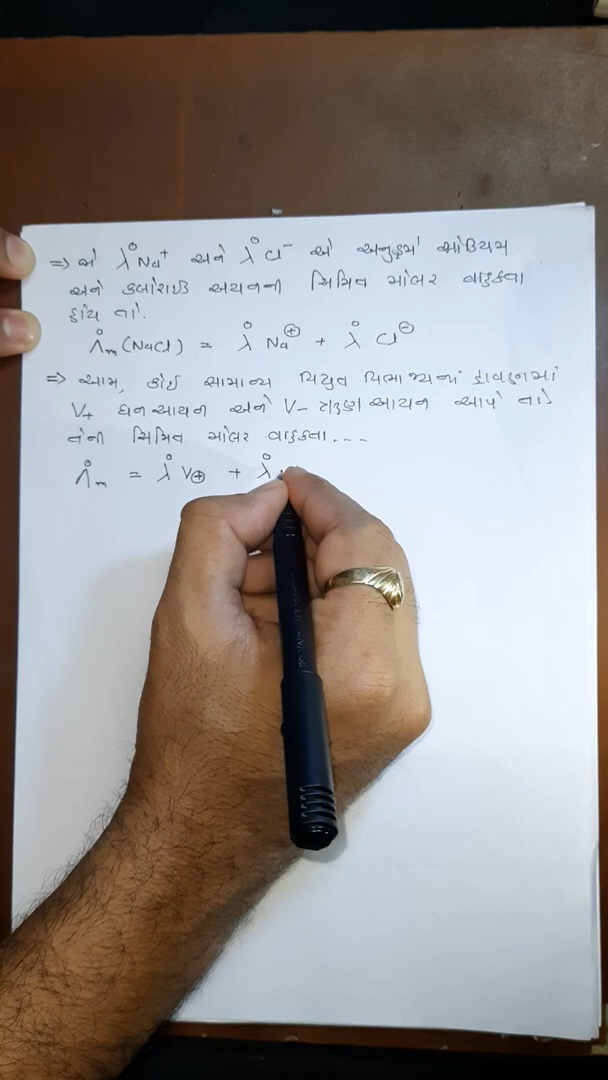 ⇒ જો λ° Na⁺ અને λ° Cl⁻ એ અનુક્રમે સોડિયમ
અને ક્લોરાઈડ આયનની સિમિત મોલર વાહકતા
હોય તો.
Λ°m (NaCl) = λ° Na⊕ + λ° Cl⊖
⇒ આમ, કોઈ સામાન્ય વિદ્યુત વિભાજ્યનાં દ્રાવણમાં
V+ ધન આયન અને V- ઋણ આયન આપે તો
તેની સિમિત મોલર વાહકતા...
Λ°m = λ° V⊕ + λ°